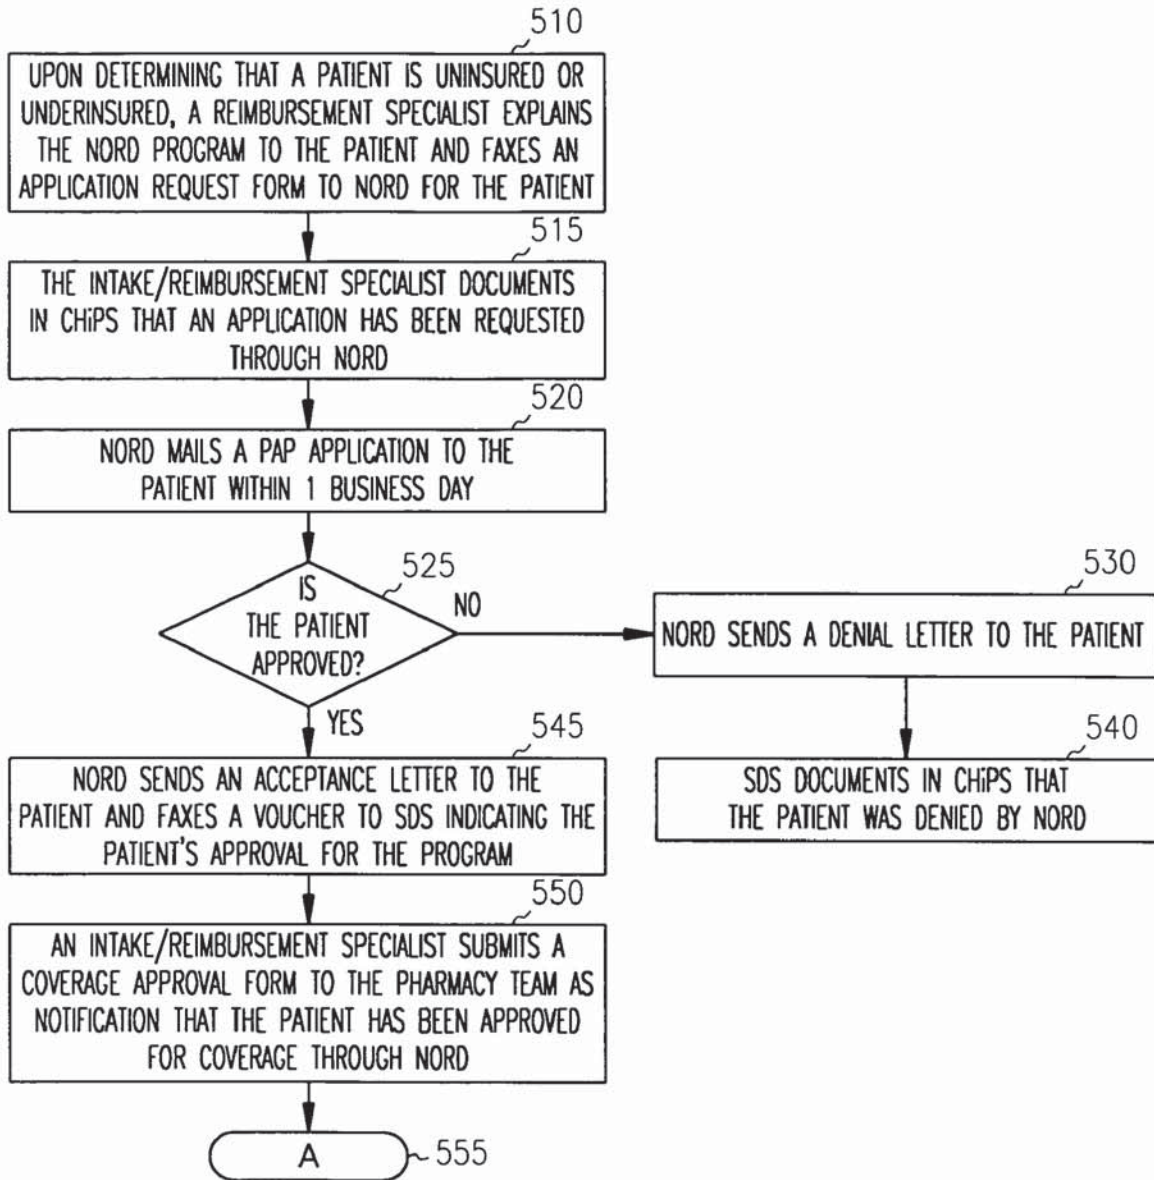 510
UPON DETERMINING THAT A PATIENT IS UNINSURED OR
UNDERINSURED, A REIMBURSEMENT SPECIALIST EXPLAINS
THE NORD PROGRAM TO THE PATIENT AND FAXES AN
APPLICATION REQUEST FORM TO NORD FOR THE PATIENT
515
THE INTAKE/REIMBURSEMENT SPECIALIST DOCUMENTS
IN CHiPS THAT AN APPLICATION HAS BEEN REQUESTED
THROUGH NORD
520
NORD MAILS A PAP APPLICATION TO THE
PATIENT WITHIN 1 BUSINESS DAY
525
IS
THE PATIENT
APPROVED?
NO
530
NORD SENDS A DENIAL LETTER TO THE PATIENT
540
SDS DOCUMENTS IN CHiPS THAT
THE PATIENT WAS DENIED BY NORD
YES
545
NORD SENDS AN ACCEPTANCE LETTER TO THE
PATIENT AND FAXES A VOUCHER TO SDS INDICATING THE
PATIENT'S APPROVAL FOR THE PROGRAM
550
AN INTAKE/REIMBURSEMENT SPECIALIST SUBMITS A
COVERAGE APPROVAL FORM TO THE PHARMACY TEAM AS
NOTIFICATION THAT THE PATIENT HAS BEEN APPROVED
FOR COVERAGE THROUGH NORD
A
555